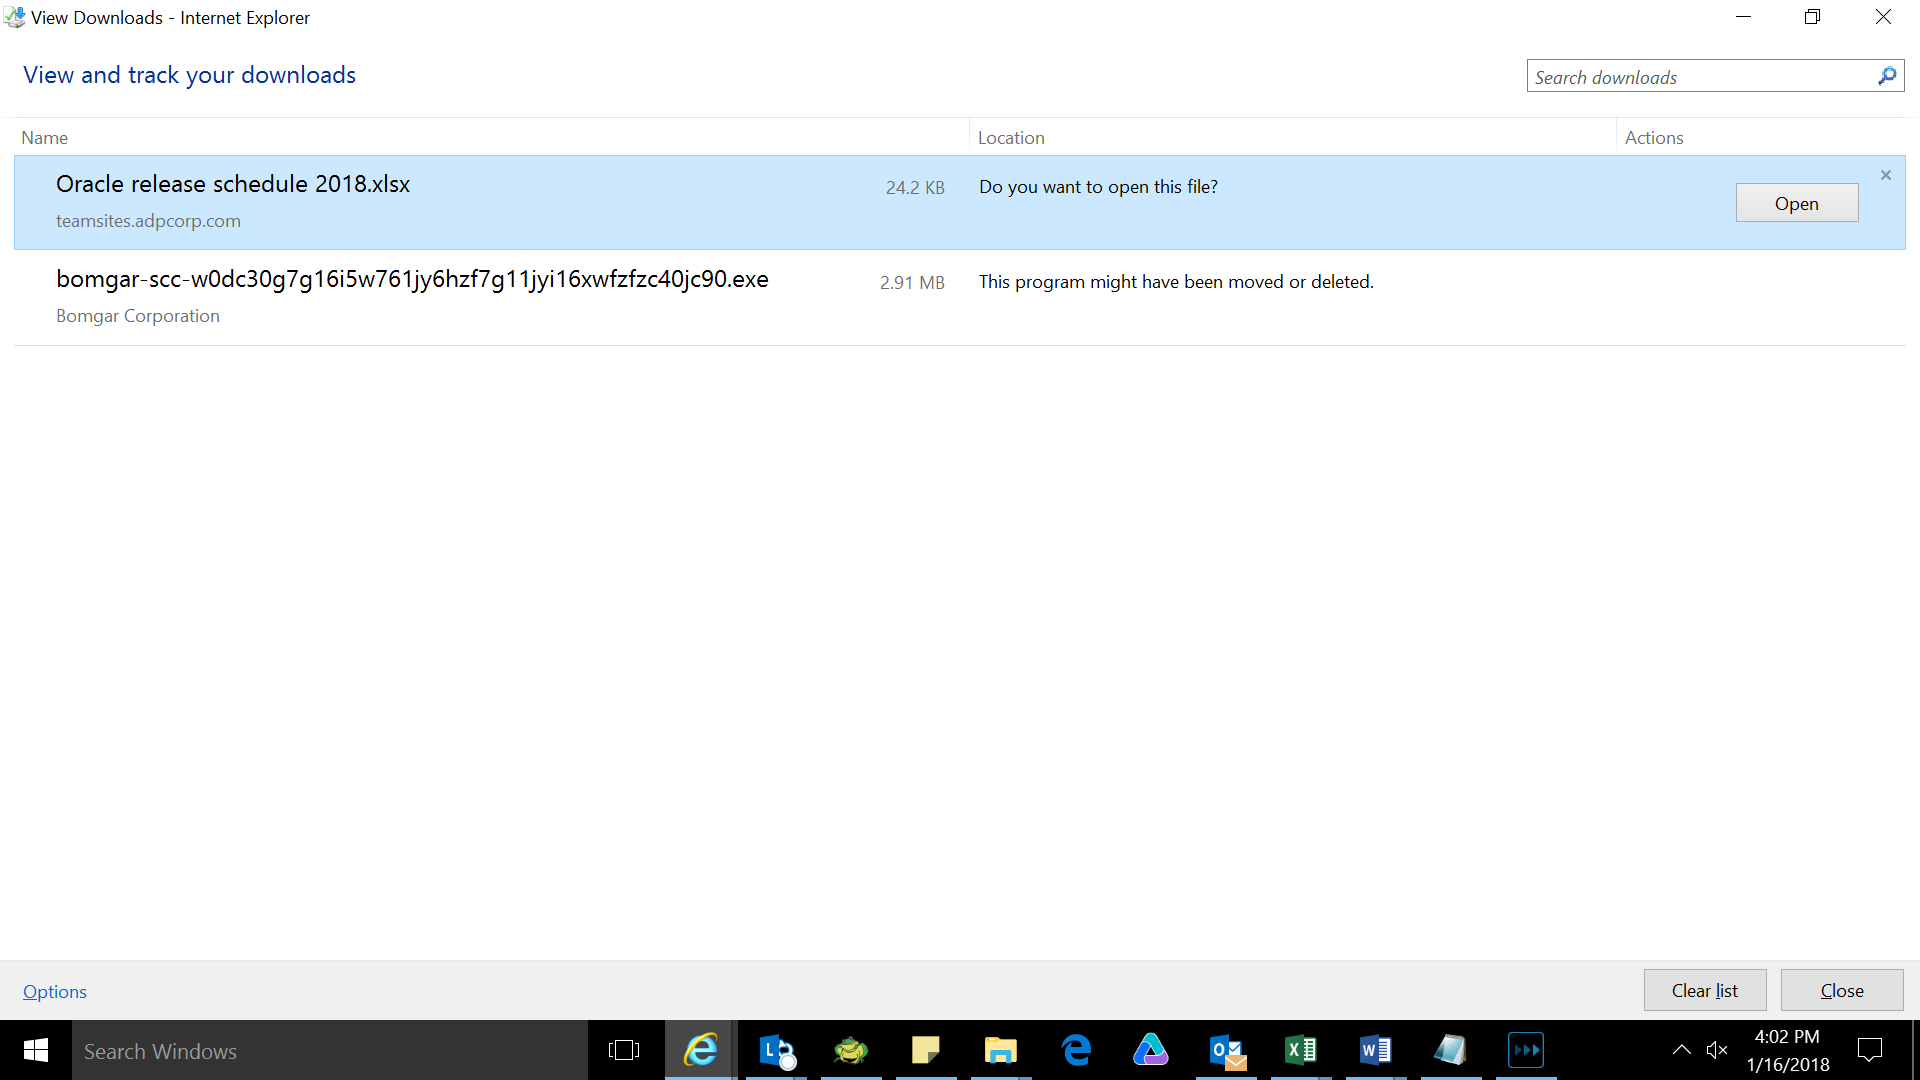 View Downloads - Internet Explorer
View and track your downloads
Search downloads
Name Location Actions
Oracle release schedule 2018.xlsx 24.2 KB Do you want to open this file? Open
teamsites.adpcorp.com
bomgar-scc-w0dc30g7g16i5w761jy6hzf7g11jyi16xwfzfzc40jc90.exe 2.91 MB This program might have been moved or deleted.
Bomgar Corporation
Options Clear list Close
Search Windows
4:02 PM
1/16/2018